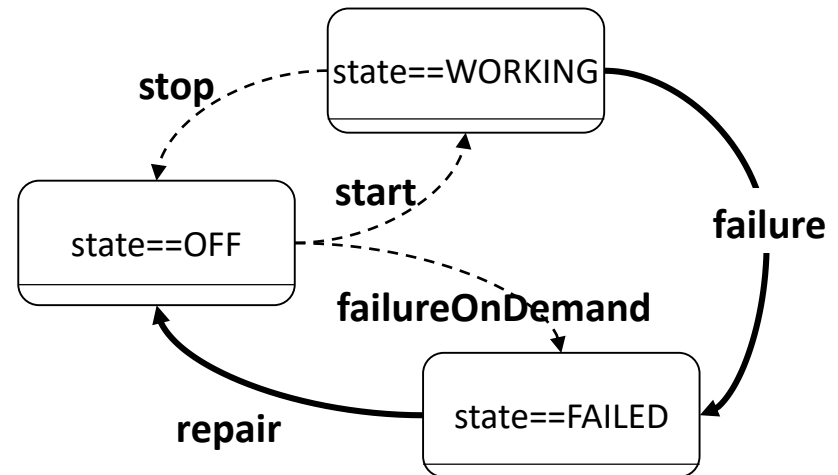 state==WORKING
stop
start
failure
state==OFF
failureOnDemand
state==FAILED
repair